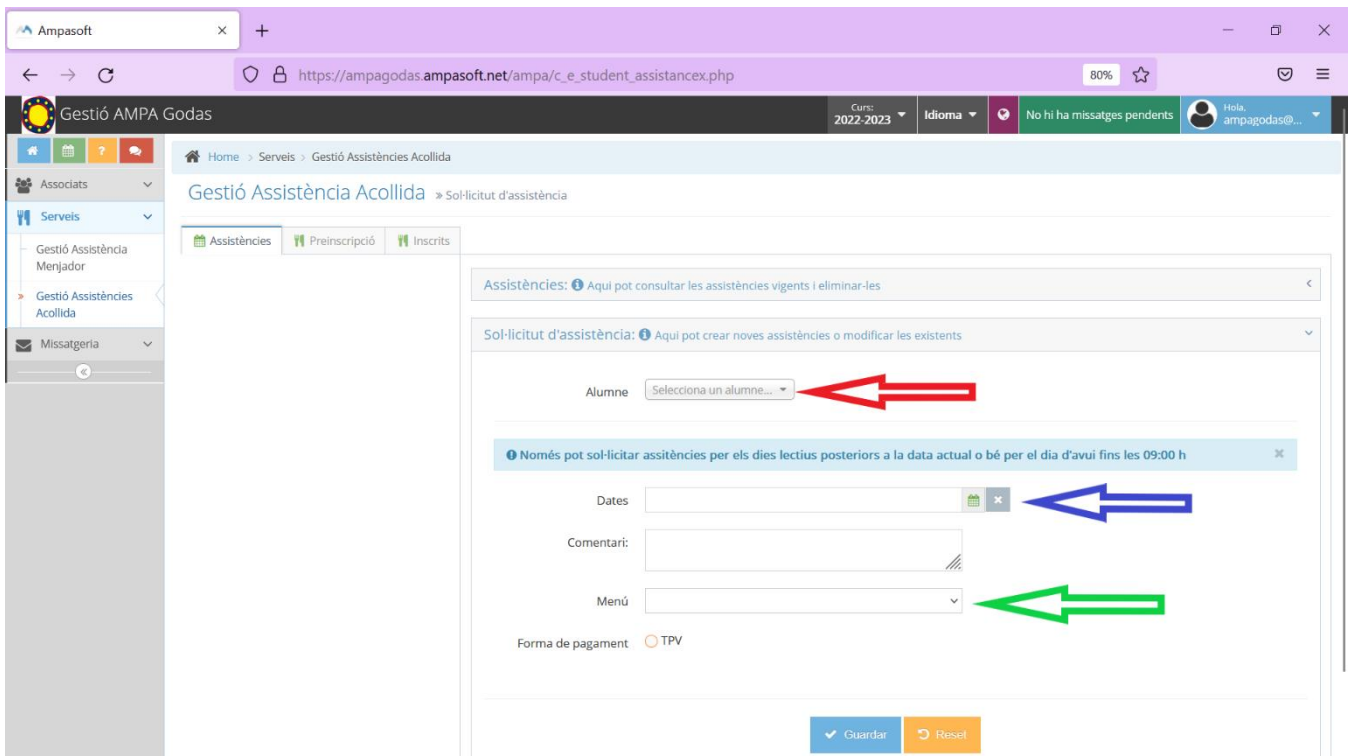 Ampasoft
https://ampagodas.ampasoft.net/ampa/c_e_student_assistancex.php
80%
Gestió AMPA Godas
Curs:
2022-2023
Idioma
No hi ha missatges pendents
Hola,
ampagodas@...
Home > Serveis > Gestió Assistències Acollida
Associats
Serveis
Gestió Assistència
Menjador
Gestió Assistències
Acollida
Missatgeria
Gestió Assistència Acollida » Sol·licitut d'assistència
Assistències
Preinscripció
Inscrits
Assistències: Aqui pot consultar les assistències vigents i eliminar-les
Sol·licitut d'assistència: Aqui pot crear noves assistències o modificar les existents
Alumne Selecciona un alumne...
Només pot sol·licitar assitències per els dies lectius posteriors a la data actual o bé per el dia d'avui fins les 09:00 h
Dates
Comentari:
Menú
Forma de pagament TPV
Guardar
Reset